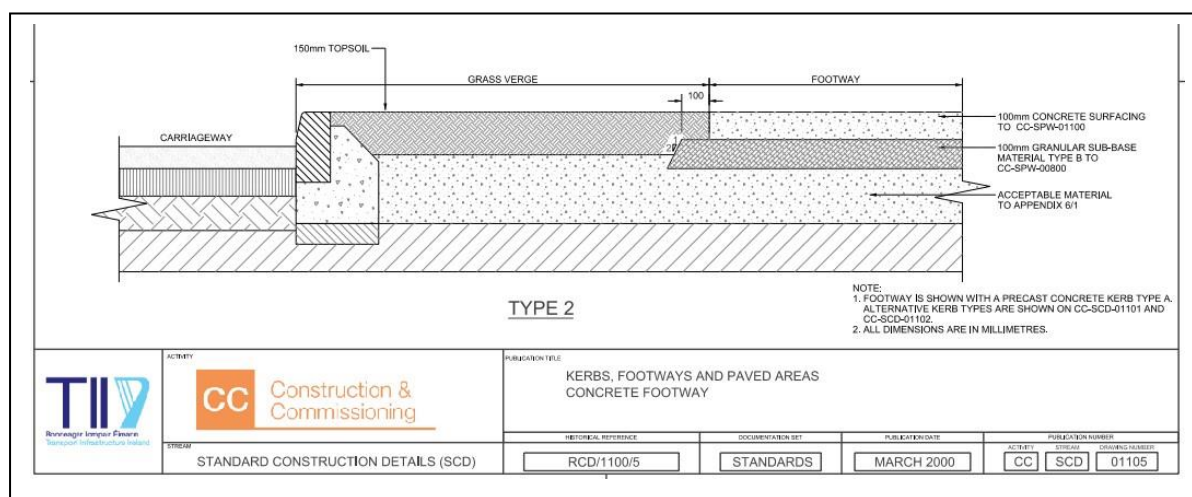 150mm TOPSOIL
GRASS VERGE
FOOTWAY
100
CARRIAGEWAY
100mm CONCRETE SURFACING
TO CC-SPW-01100
2
1
100mm GRANULAR SUB-BASE
MATERIAL TYPE B TO
CC-SPW-00800
ACCEPTABLE MATERIAL
TO APPENDIX 6/1
TYPE 2
NOTE:
1. FOOTWAY IS SHOWN WITH A PRECAST CONCRETE KERB TYPE A.
ALTERNATIVE KERB TYPES ARE SHOWN ON CC-SCD-01101 AND
CC-SCD-01102.
2. ALL DIMENSIONS ARE IN MILLIMETRES.
TII
Bonneagar Iompair Éireann
Transport Infrastructure Ireland
ACTIVITY
CC
Construction &
Commissioning
STREAM
STANDARD CONSTRUCTION DETAILS (SCD)
PUBLICATION TITLE
KERBS, FOOTWAYS AND PAVED AREAS
CONCRETE FOOTWAY
HISTORICAL REFERENCE
RCD/1100/5
DOCUMENTATION SET
STANDARDS
PUBLICATION DATE
MARCH 2000
PUBLICATION NUMBER
ACTIVITY STREAM DRAWING NUMBER
CC SCD 01105